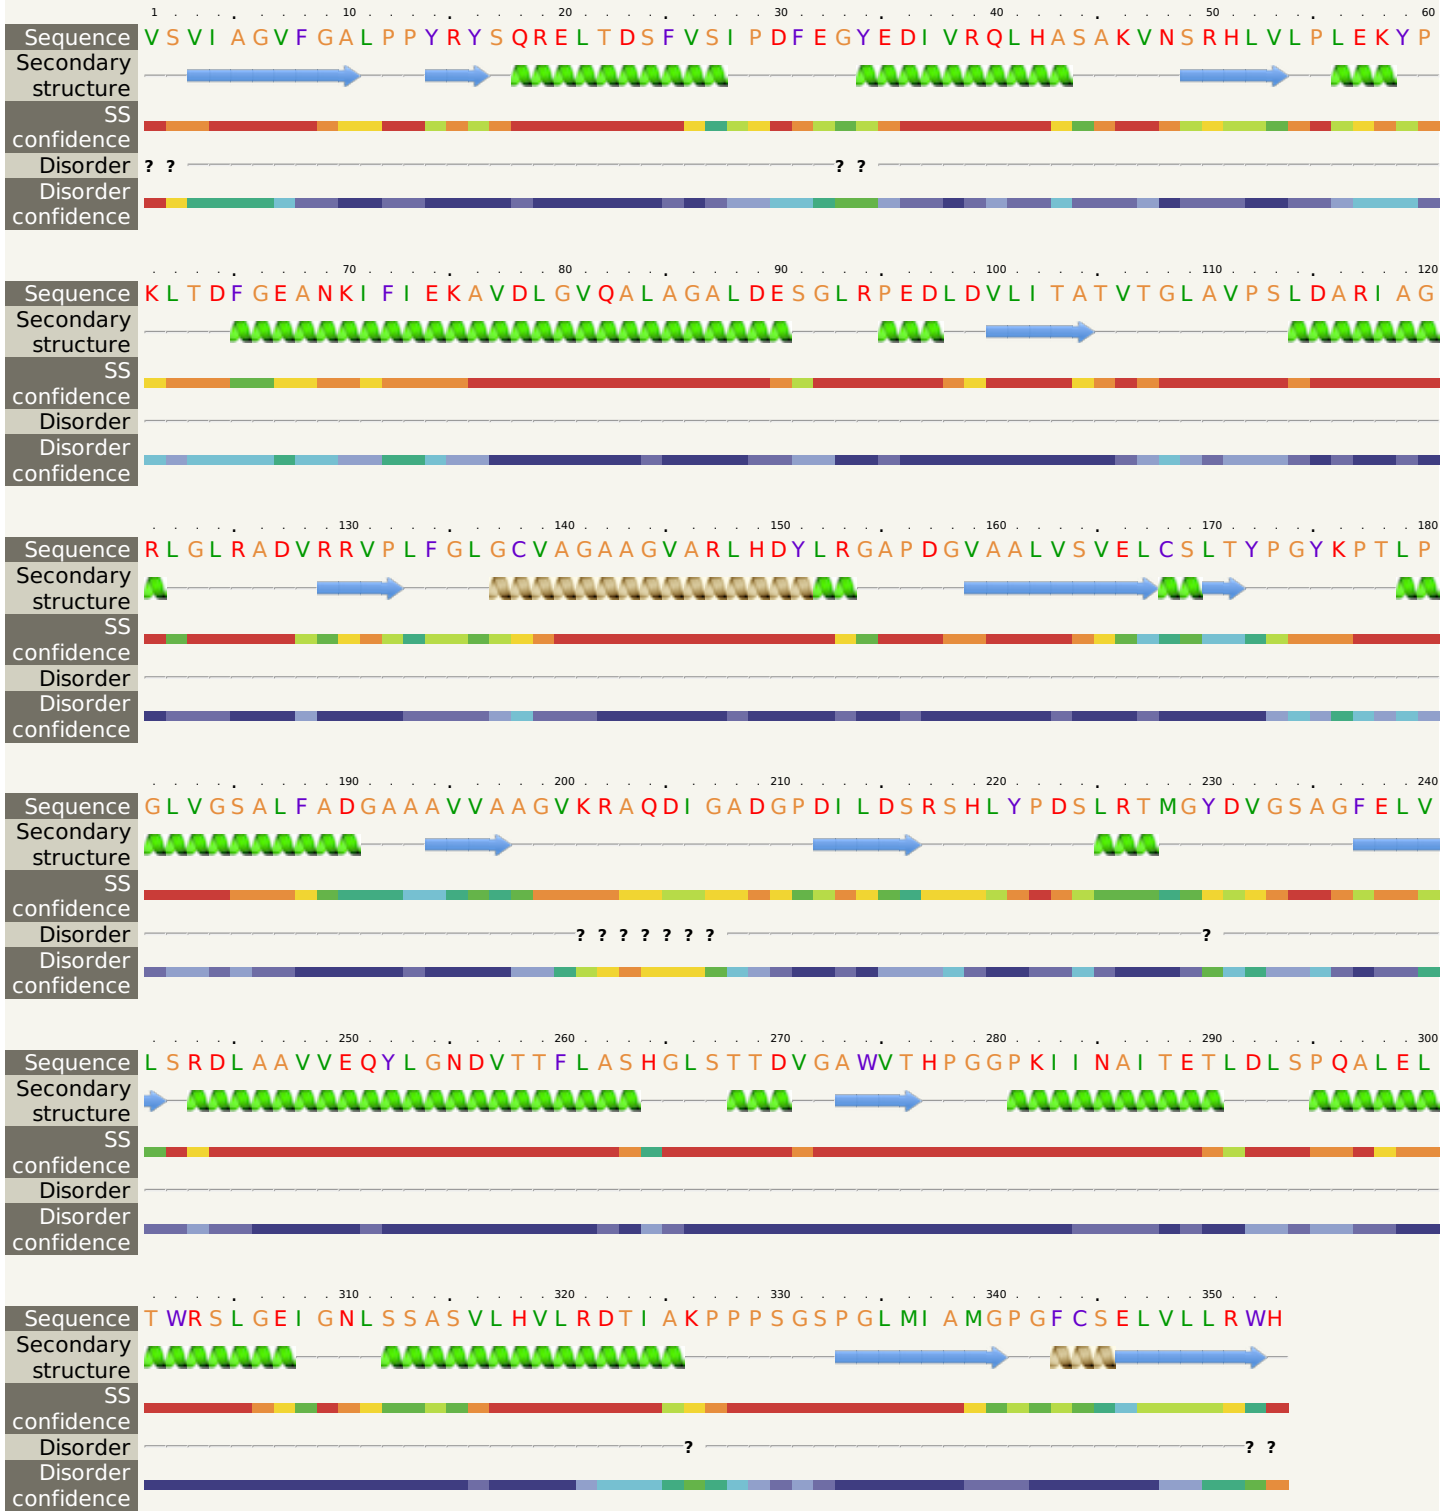 1 10 20 30 40 50 60
Sequence VSVIAGVFGALPPYRYSQRELTDSFVSIPDFEGYEDIVRQLHASAKVNSRHLVLPLEKYP
Secondary
structure
SS
confidence
Disorder ? ? ? ?
Disorder
confidence
70 80 90 100 110 120
Sequence KLTDFGEANKIFIEKAVDLGVQALAGALDESGLRPEDLDVLITATVTGLAVPSLDARIAG
Secondary
structure
SS
confidence
Disorder
Disorder
confidence
130 140 150 160 170 180
Sequence RLGLRADVRRVPLFGLGCVAGAAGVARLHDYLRGAPDGVAALVSVELCSLTYPGYKPTLP
Secondary
structure
SS
confidence
Disorder
Disorder
confidence
190 200 210 220 230 240
Sequence GLVGSALFADGAAAVVAAGVKRAQDIGADGPDILDSRSHLYPDSLRTMGYDVGSAGFELV
Secondary
structure
SS
confidence
Disorder ? ? ? ? ? ? ? ?
Disorder
confidence
250 260 270 280 290 300
Sequence LSRDLAAVVEQYLGNDVTTFLASHGLSTTDVGAWVTHPGGPKIINAITETLDLSPQALEL
Secondary
structure
SS
confidence
Disorder
Disorder
confidence
310 320 330 340 350
Sequence TWRSLGEIGNLSSASVLHVLRDTIAKPPPSGSPGLMIAMGPGFCSELVLLRWH
Secondary
structure
SS
confidence
Disorder ? ? ?
Disorder
confidence